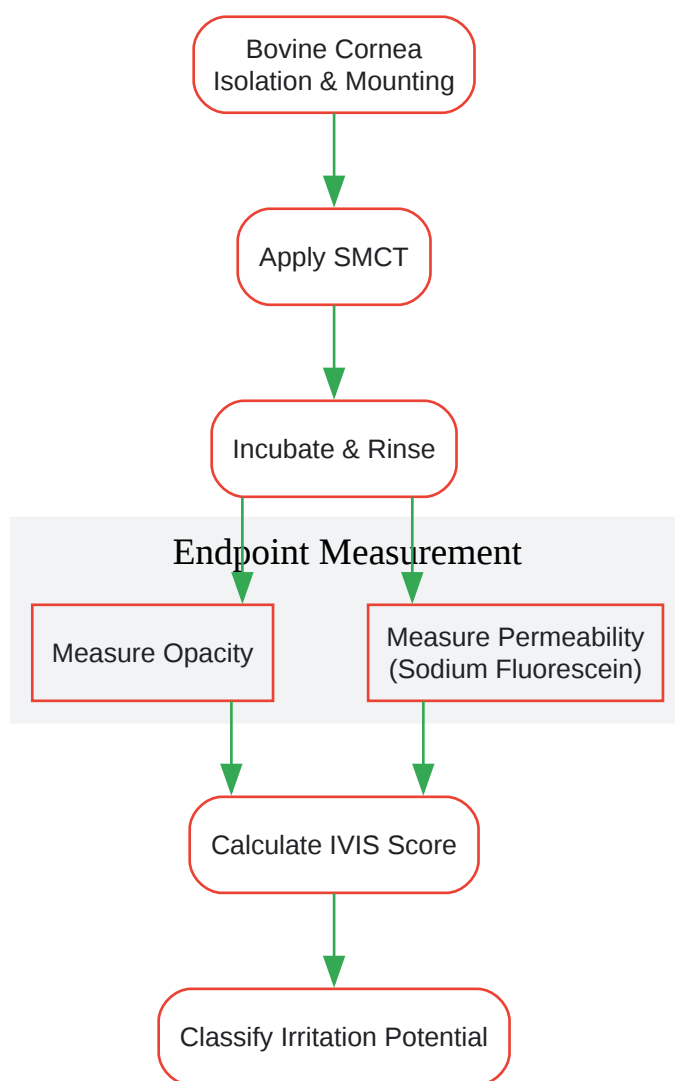 Bovine Cornea
Isolation & Mounting
Apply SMCT
Incubate & Rinse
Endpoint Measurement
Measure Opacity
Measure Permeability
(Sodium Fluorescein)
Calculate IVIS Score
Classify Irritation Potential